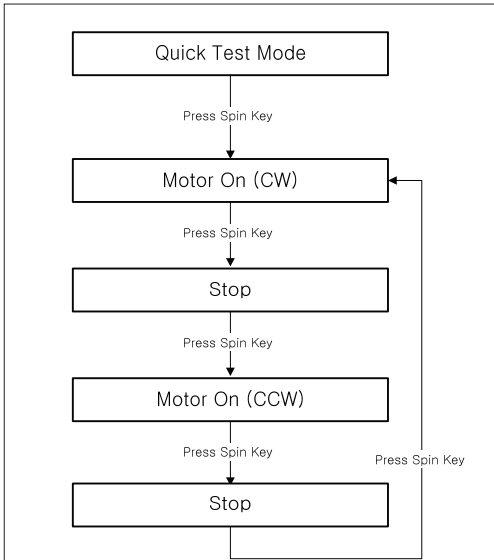 Quick Test Mode
Press Spin Key
Motor On (CW)
Press Spin Key
Stop
Press Spin Key
Motor On (CCW)
Press Spin Key
Press Spin Key
Stop